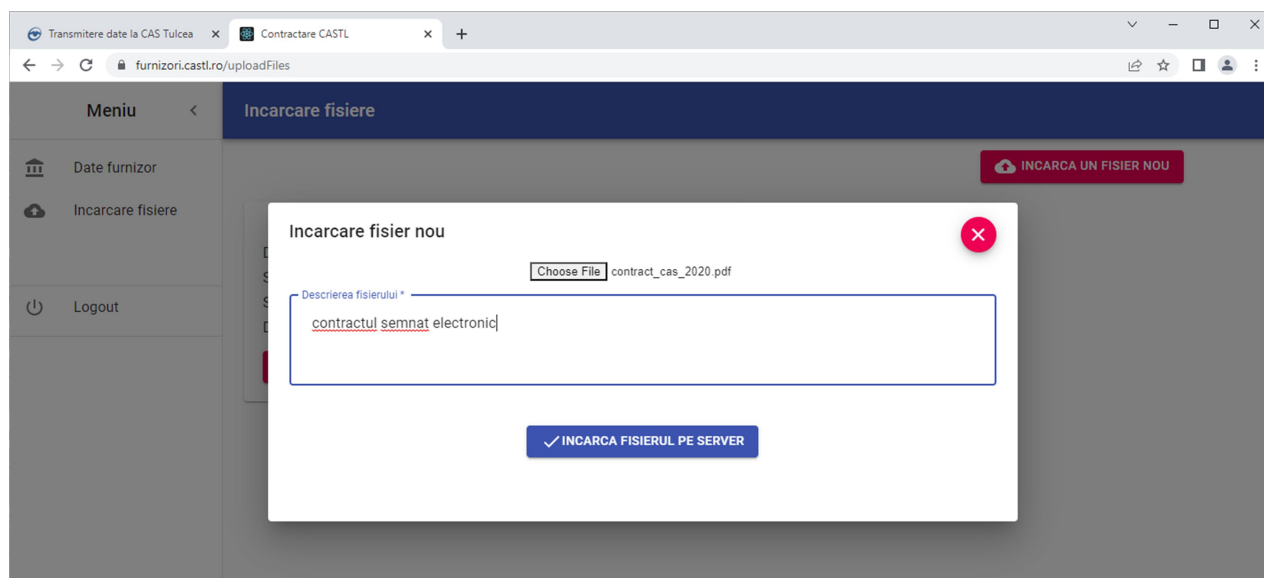 Transmitere date la CAS Tulcea
Contractare CASTL
furnizori.castl.ro/uploadFiles
Meniu
Incarcare fisiere
Date furnizor
INCARCA UN FISIER NOU
Incarcare fisiere
Incarcare fisier nou
Choose File contract_cas_2020.pdf
Descrierea fisierului *
contractul semnat electronic
Logout
INCARCA FISIERUL PE SERVER